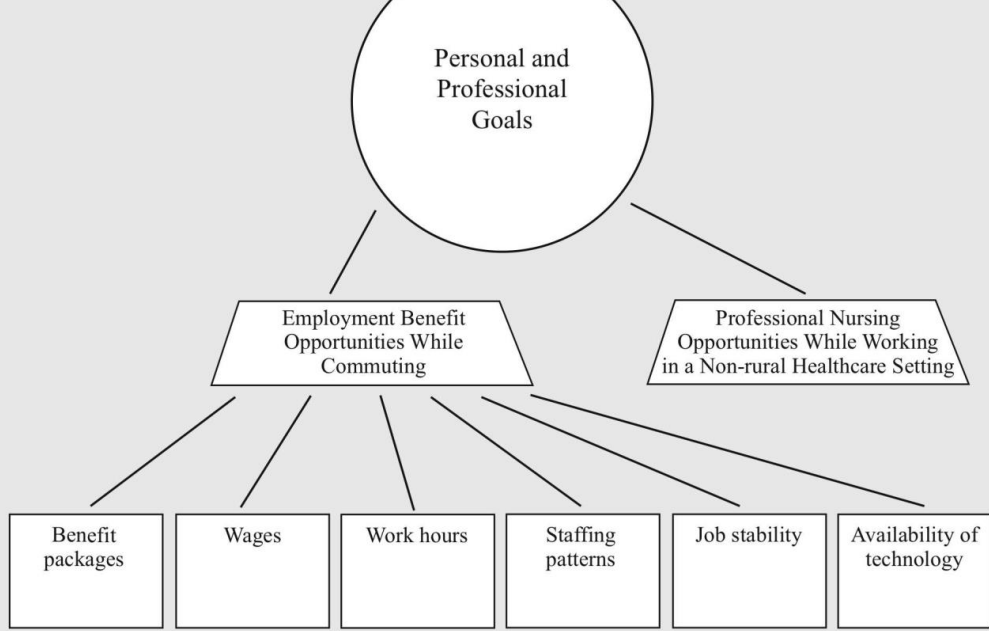 Personal and
Professional
Goals
Employment Benefit
Opportunities While
Commuting
Professional Nursing
Opportunities While Working
in a Non-rural Healthcare Setting
Benefit
packages
Wages
Work hours
Staffing
patterns
Job stability
Availability of
technology